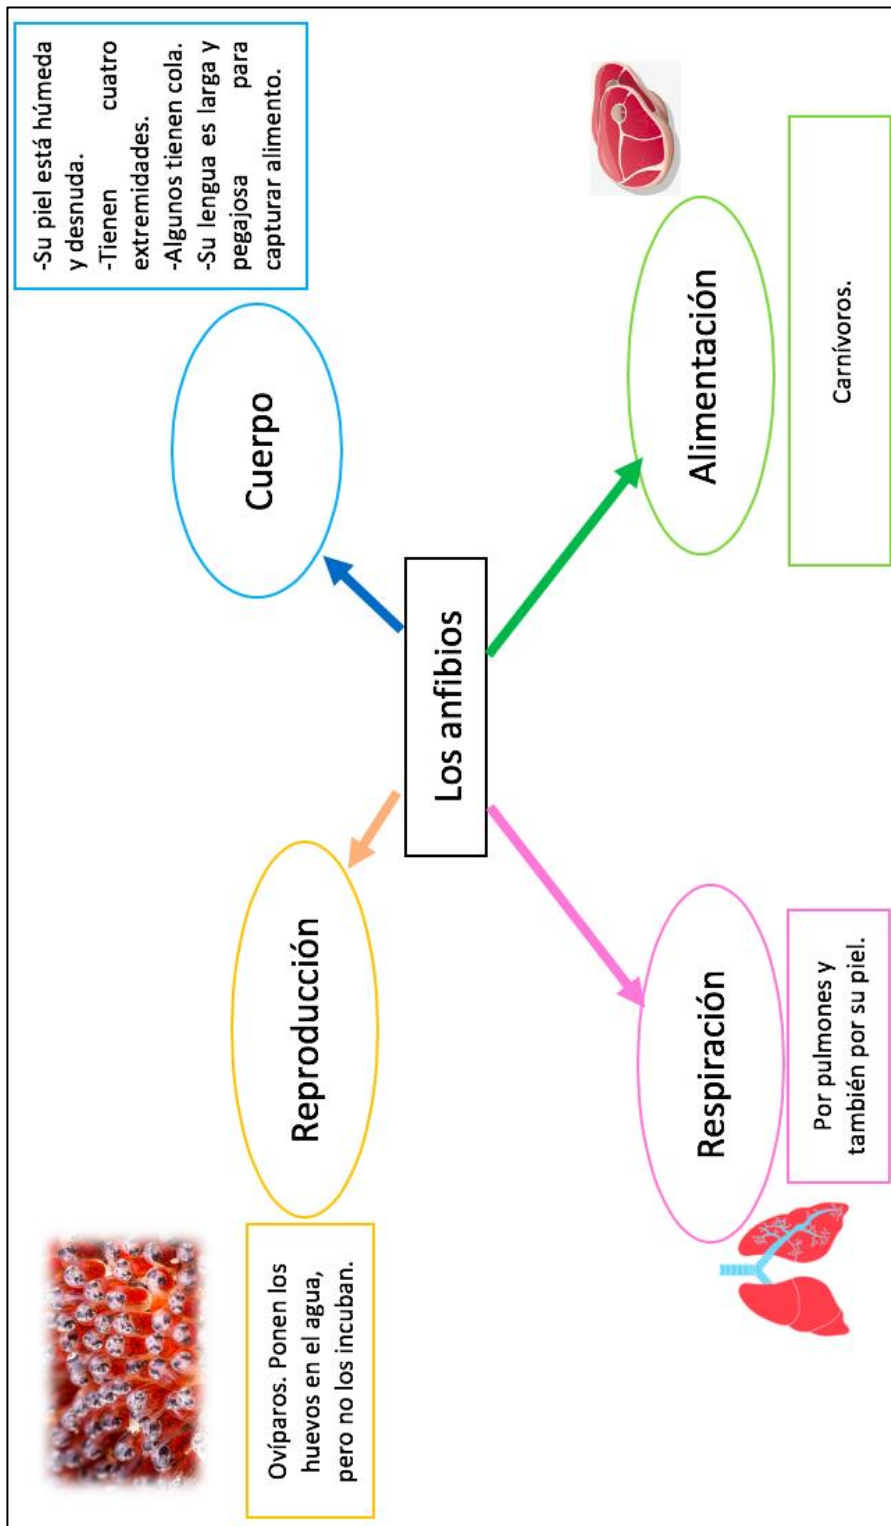 Los anfibios
Reproducción
Ovíparos. Ponen los
huevos en el agua,
pero no los incuban.
Cuerpo
-Su piel está húmeda
y desnuda.
-Tienen cuatro
extremidades.
-Algunos tienen cola.
-Su lengua es larga y
pegajosa para
capturar alimento.
Respiración
Por pulmones y
también por su piel.
Alimentación
Carnívoros.